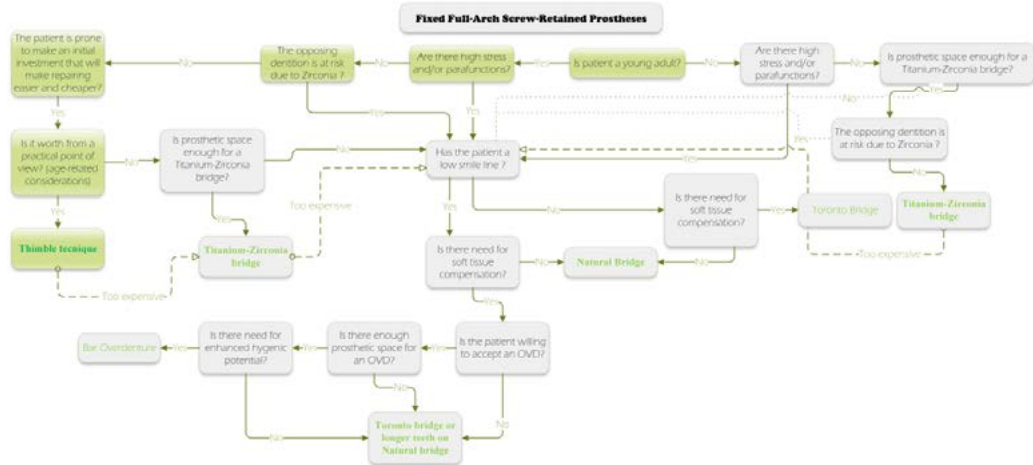 Fixed Full-Arch Screw-Retained Prostheses
The patient is prone
to make an initial
investment that will
make repairing
easier and cheaper?
No
The opposing
dentition is at risk
due to Zirconia ?
No
Are there high stress
and/or parafunctions?
Yes
Is patient a young adult?
No
Are there high
stress and/or
parafunctions?
No
Is prosthetic space enough for a
Titanium-Zirconia bridge?
Yes
Yes
Yes
Yes
No
Yes
Is it worth from a
practical point of
view? (age-related
considerations)
No
Is prosthetic space
enough for a
Titanium-Zirconia
bridge?
No
Has the patient a
low smile line ?
Yes
The opposing dentition is
at risk due to Zirconia ?
Yes
Yes
Too expensive
Yes
No
No
Is there need for
soft tissue
compensation?
Yes
Toronto Bridge
Titanium-Zirconia
bridge
Thimble tecnique
Titanium-Zirconia
bridge
Is there need for
soft tissue
compensation?
No
Natural Bridge
No
Too expensive
Too expensive
Yes
Bar Overdenture
Yes
Is there need for
enhanced hygenic
potential?
Yes
Is there enough
prosthetic space for
an OVD?
Yes
Is the patient willing
to accept an OVD?
No
No
No
Toronto bridge or
longer teeth on
Natural bridge